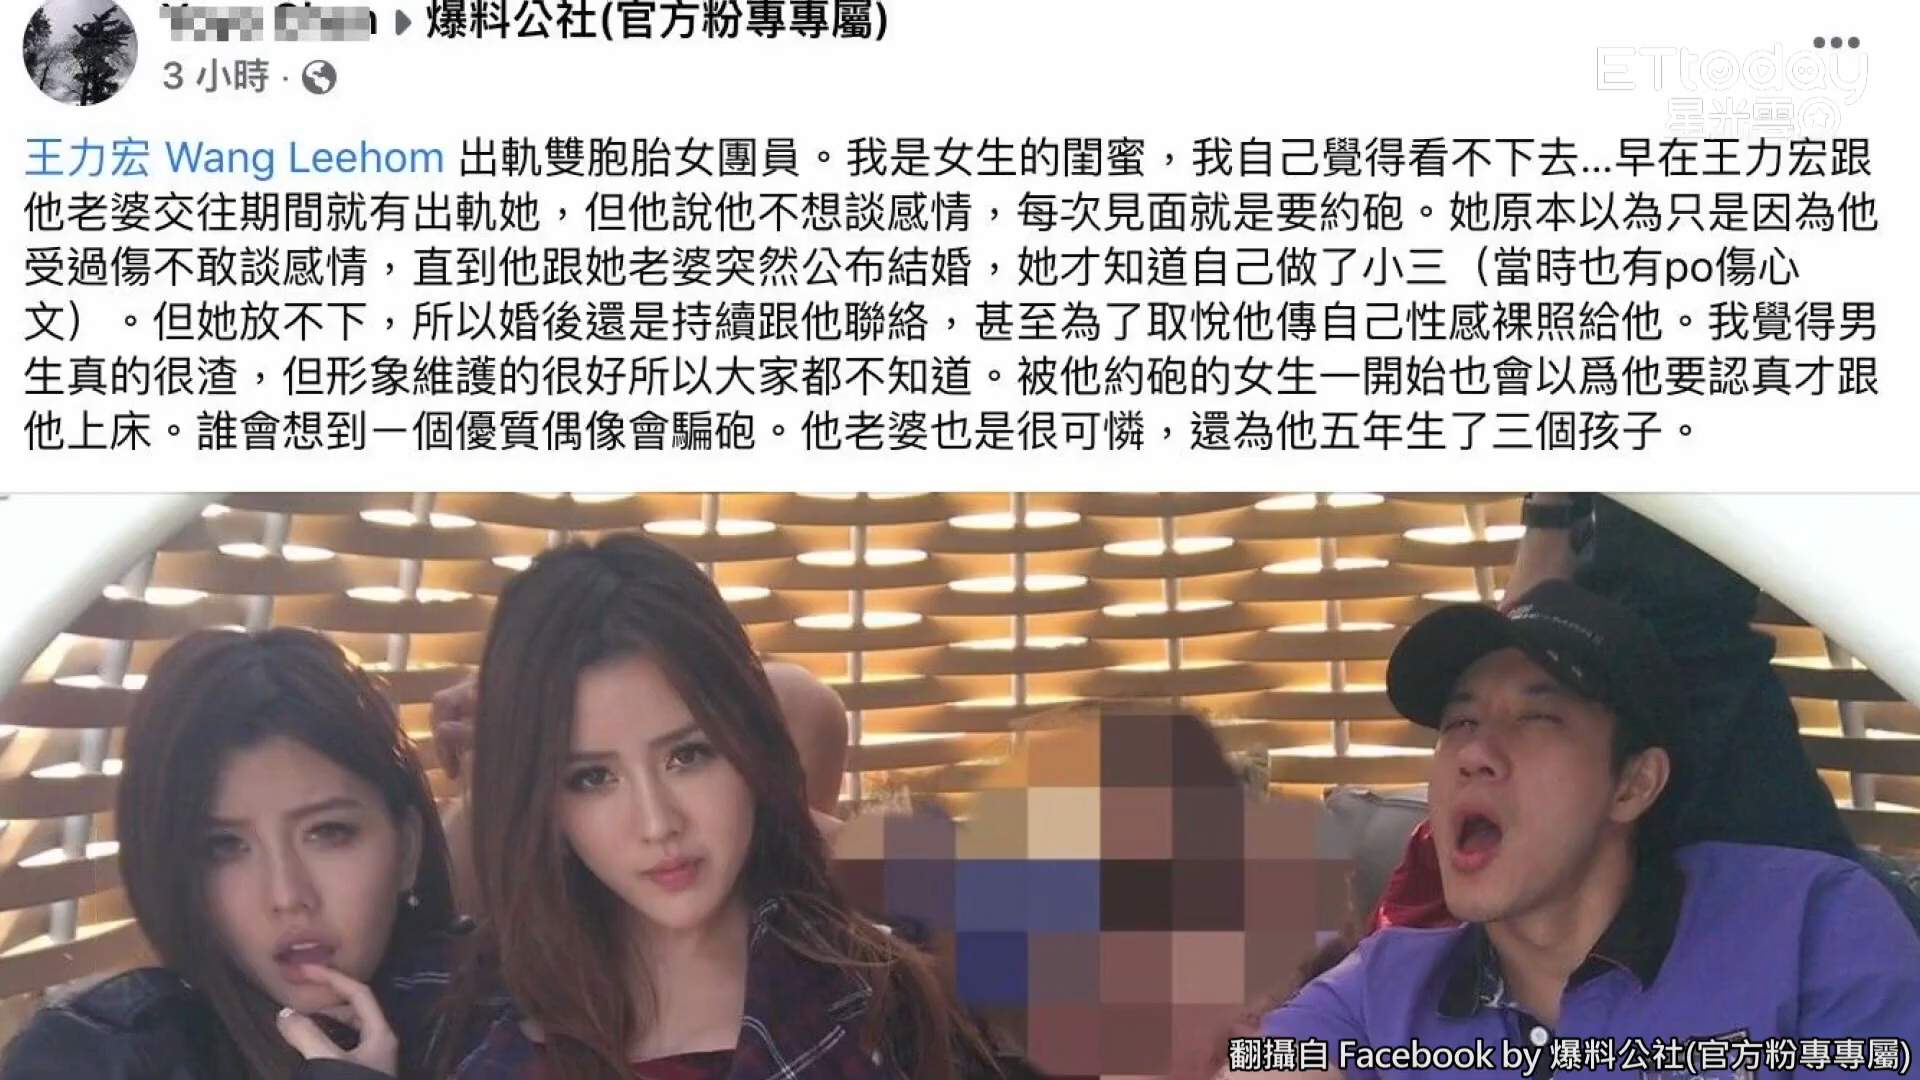 爆料公社(官方粉專專屬)
3 小時 ·
ETtoday
星光雲
王力宏 Wang Leehom 出軌雙胞胎女團員。我是女生的閨蜜，我自己覺得看不下去...早在王力宏跟
他老婆交往期間就有出軌她，但他說他不想談感情，每次見面就是要約砲。她原本以為只是因為他
受過傷不敢談感情，直到他跟她老婆突然公布結婚，她才知道自己做了小三（當時也有po傷心
文）。但她放不下，所以婚後還是持續跟他聯絡，甚至為了取悅他傳自己性感裸照給他。我覺得男
生真的很渣，但形象維護的很好所以大家都不知道。被他約砲的女生一開始也會以爲他要認真才跟
他上床。誰會想到一個優質偶像會騙砲。他老婆也是很可憐，還為他五年生了三個孩子。
翻攝自 Facebook by 爆料公社(官方粉專專屬)